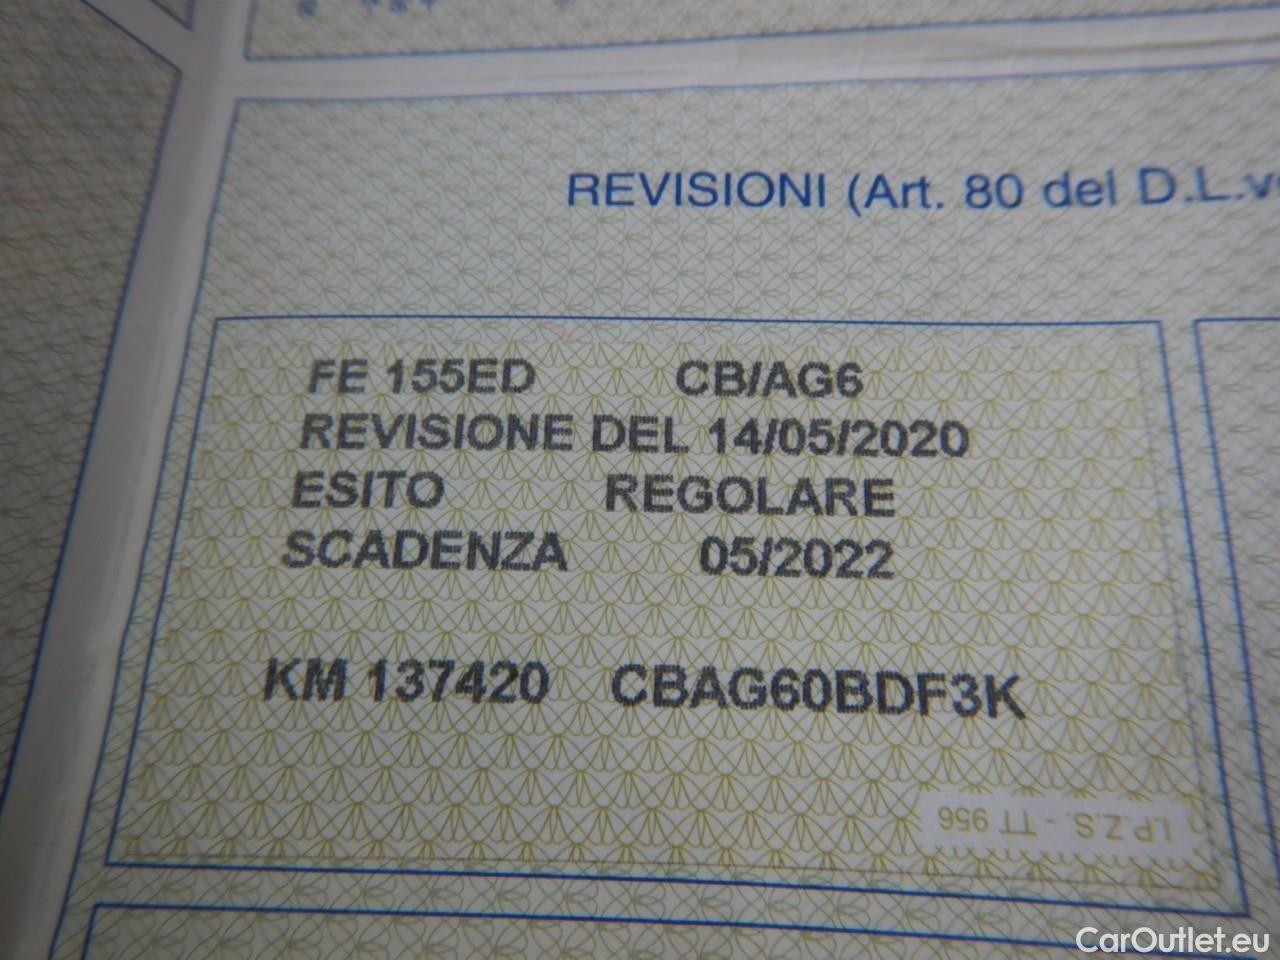 REVISIONI (Art. 80 del D.L.v
FE 155ED CB/AG6
REVISIONE DEL 14/05/2020
ESITO REGOLARE
SCADENZA 05/2022
KM 137420 CBAG60BDF3K
I.P.Z.S. - TT 956
CarOutlet.eu